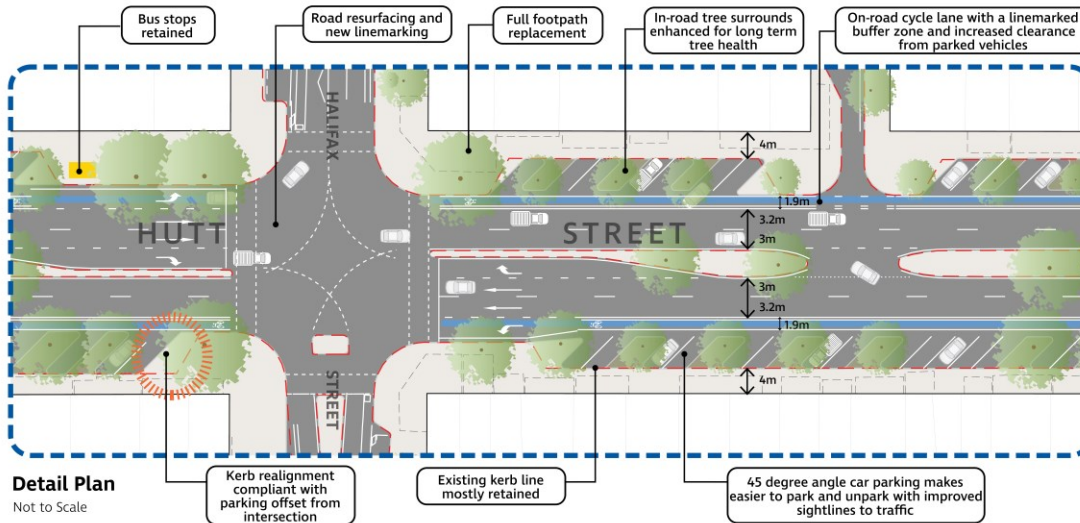 Bus stops
retained
Road resurfacing and
new linemarking
Full footpath
replacement
In-road tree surrounds
enhanced for long term
tree health
On-road cycle lane with a linemarked
buffer zone and increased clearance
from parked vehicles
HALIFAX
4m
1.9m
3.2m
3m
HUTT
STREET
3m
3.2m
1.9m
4m
STREET
Detail Plan
Not to Scale
Kerb realignment
compliant with
parking offset from
intersection
Existing kerb line
mostly retained
45 degree angle car parking makes
easier to park and unpark with improved
sightlines to traffic